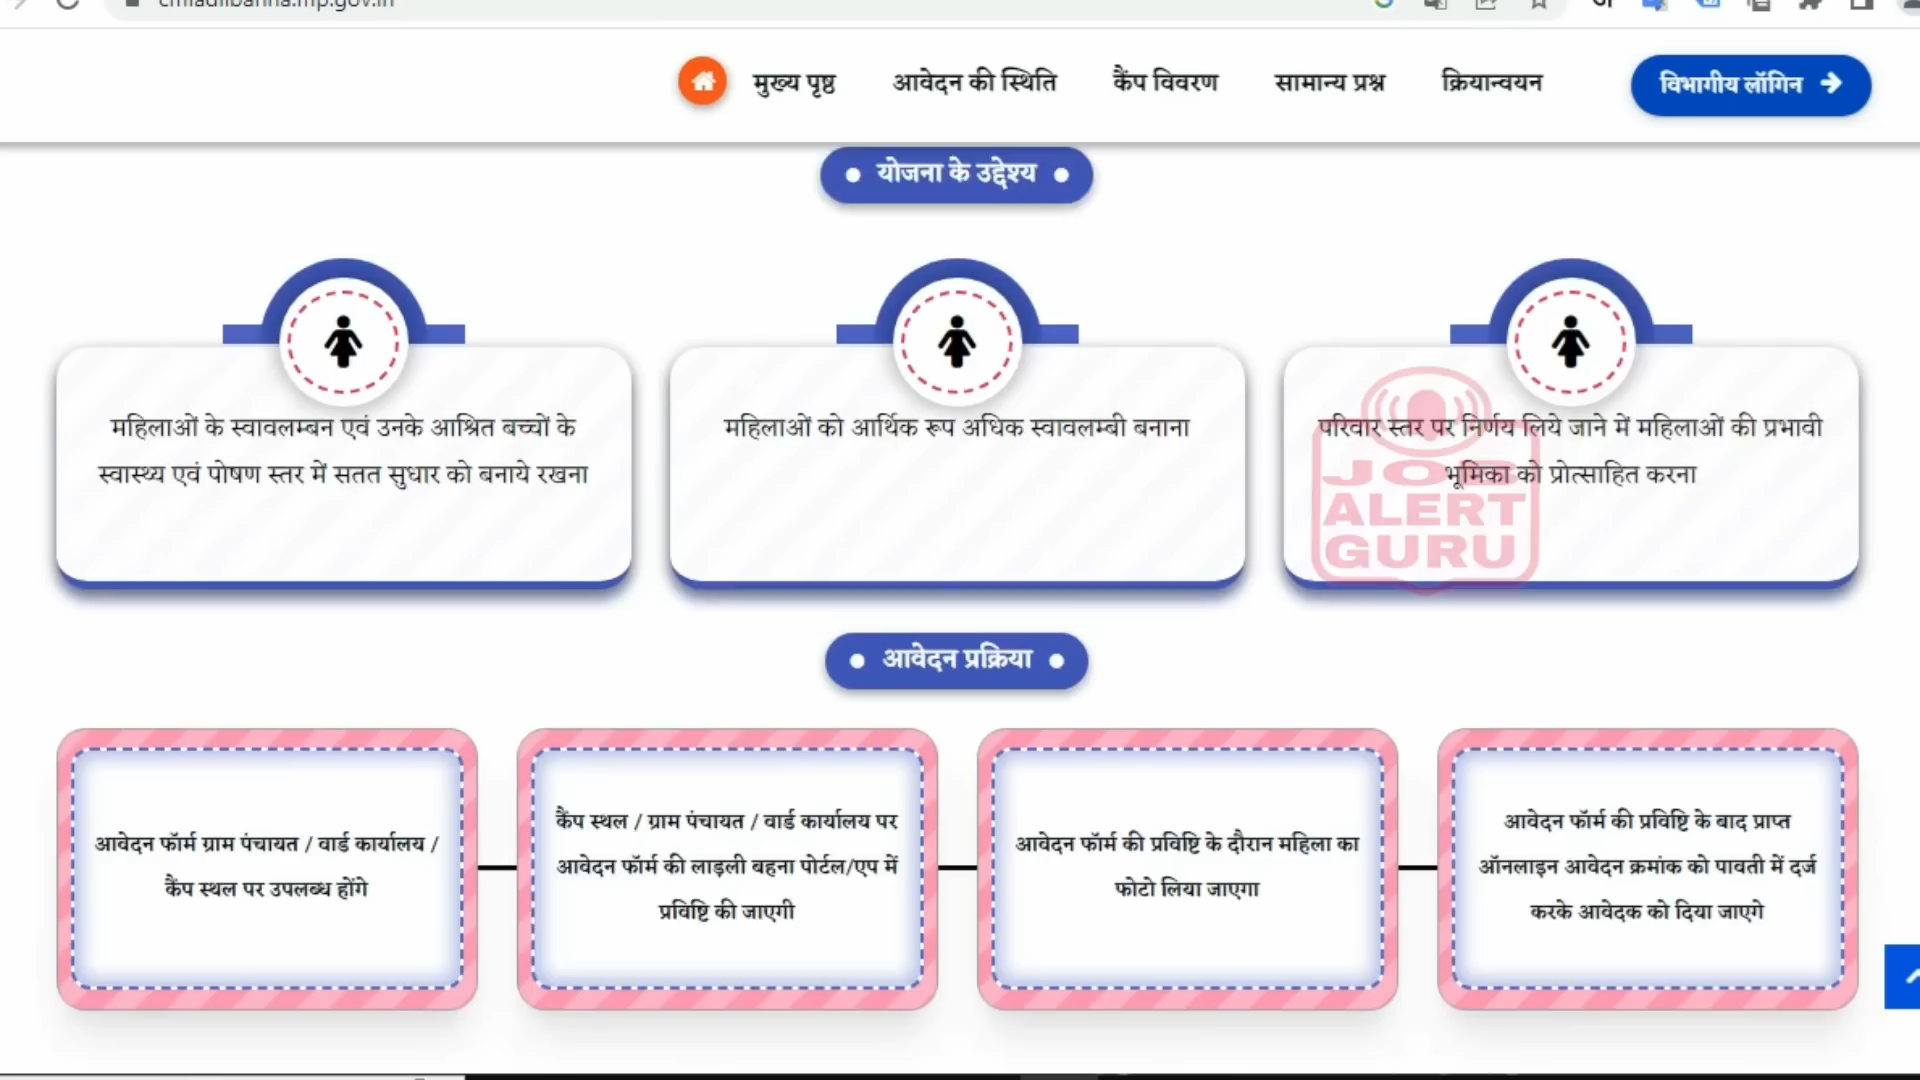 मुख्य पृष्ठ आवेदन की स्थिति कैंप विवरण सामान्य प्रश्न क्रियान्वयन विभागीय लॉगिन
योजना के उद्देश्य
महिलाओं के स्वावलम्बन एवं उनके आश्रित बच्चों के
स्वास्थ्य एवं पोषण स्तर में सतत सुधार को बनाये रखना
महिलाओं को आर्थिक रूप अधिक स्वावलम्बी बनाना
परिवार स्तर पर निर्णय लिये जाने में महिलाओं की प्रभावी
भूमिका को प्रोत्साहित करना
JOB
ALERT
GURU
आवेदन प्रक्रिया
आवेदन फॉर्म ग्राम पंचायत / वार्ड कार्यालय /
कैंप स्थल पर उपलब्ध होंगे
कैंप स्थल / ग्राम पंचायत / वार्ड कार्यालय पर
आवेदन फॉर्म की लाड़ली बहना पोर्टल/एप में
प्रविष्टि की जाएगी
आवेदन फॉर्म की प्रविष्टि के दौरान महिला का
फोटो लिया जाएगा
आवेदन फॉर्म की प्रविष्टि के बाद प्राप्त
ऑनलाइन आवेदन क्रमांक को पावती में दर्ज
करके आवेदक को दिया जाएगे